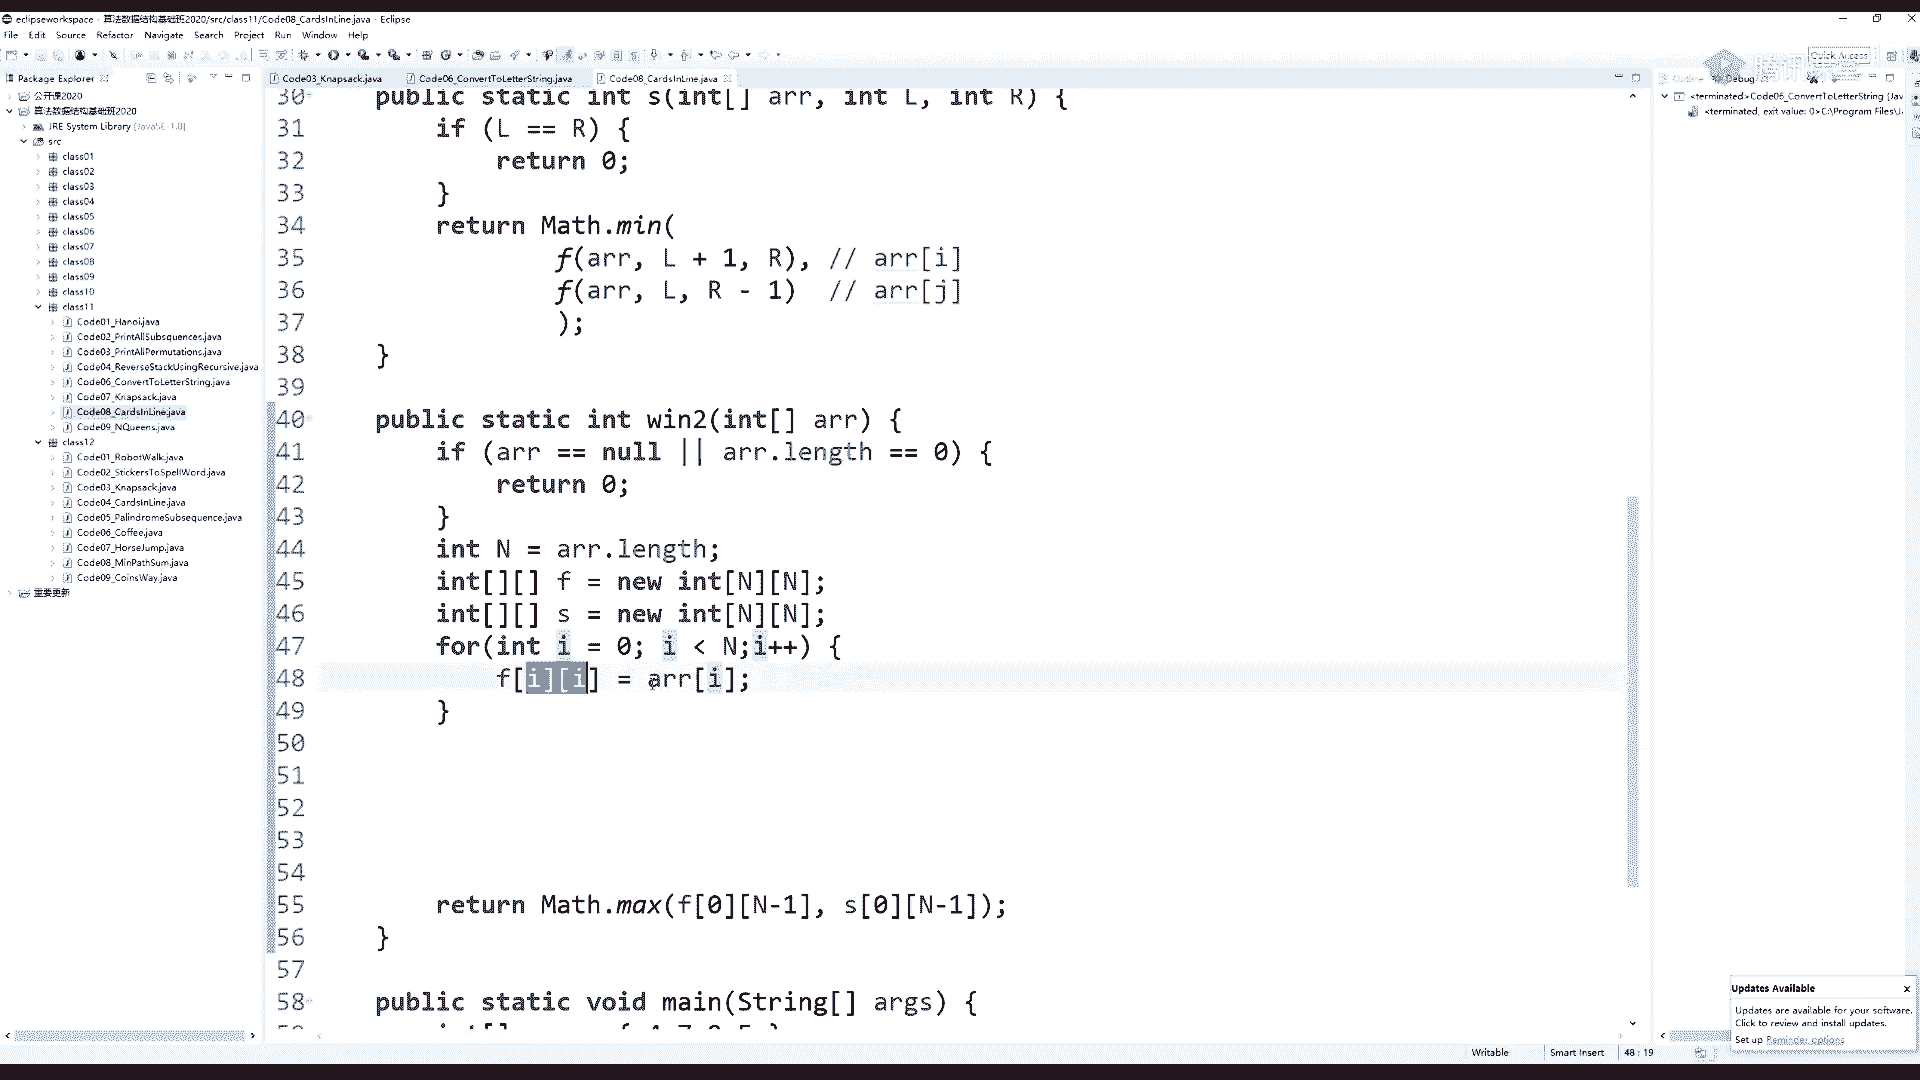 eclipseworkspace - 算法数据结构基础班2020/src/class11/Code08_CardsInLine.java - Eclipse
File Edit Source Refactor Navigate Search Project Run Window Help
Quick Access
腾讯课堂
Package Explorer
Code03_Knapsack.java Code06_ConvertToLetterString.java Code08_CardsInLine.java
Outline Debug
公开课2020
算法数据结构基础班2020
JRE System Library [JavaSE-1.8]
src
class01
class02
class03
class04
class05
class06
class07
class08
class09
class10
class11
Code01_Hanoi.java
Code02_PrintAllSubsquences.java
Code03_PrintAllPermutations.java
Code04_ReverseStackUsingRecursive.java
Code06_ConvertToLetterString.java
Code07_Knapsack.java
Code08_CardsInLine.java
Code09_NQueens.java
class12
Code01_RobotWalk.java
Code02_StickersToSpellWord.java
Code03_Knapsack.java
Code04_CardsInLine.java
Code05_PalindromeSubsequence.java
Code06_Coffee.java
Code07_HorseJump.java
Code08_MinPathSum.java
Code09_CoinsWay.java
重要更新
30 public static int s(int[] arr, int L, int R) {
31 if (L == R) {
32 return 0;
33 }
34 return Math.min(
35 f(arr, L + 1, R), // arr[i]
36 f(arr, L, R - 1) // arr[j]
37 );
38 }
39
40 public static int win2(int[] arr) {
41 if (arr == null || arr.length == 0) {
42 return 0;
43 }
44 int N = arr.length;
45 int[][] f = new int[N][N];
46 int[][] s = new int[N][N];
47 for(int i = 0; i < N;i++) {
48 f[i][i] = arr[i];
49 }
50
51
52
53
54
55 return Math.max(f[0][N-1], s[0][N-1]);
56 }
57
58 public static void main(String[] args) {
<terminated>Code06_ConvertToLetterString [Jav
<terminated, exit value: 0>C:\Program Files\J
Updates Available
Updates are available for your software.
Click to review and install updates.
Set up Reminder options
Writable Smart Insert 48 : 19